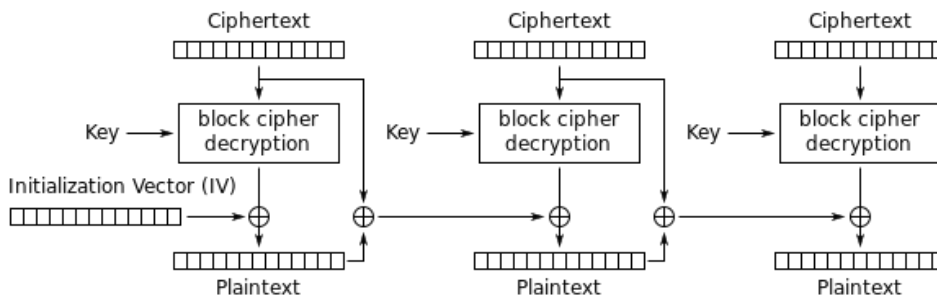 Ciphertext
Ciphertext
Ciphertext
Key
block cipher
decryption
Key
block cipher
decryption
Key
block cipher
decryption
Initialization Vector (IV)
Plaintext
Plaintext
Plaintext